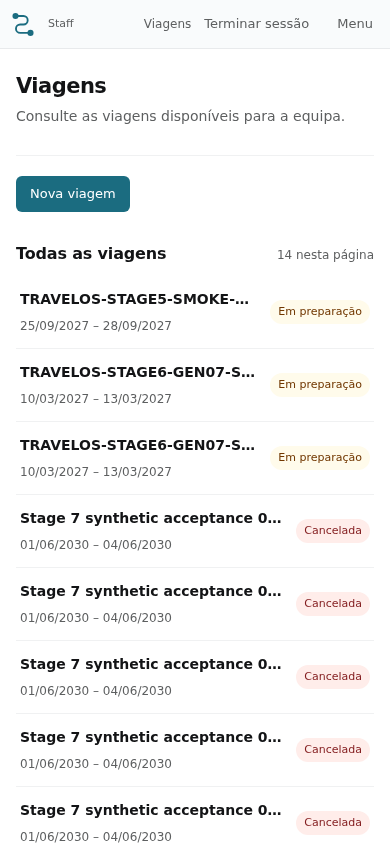 Staff Viagens Terminar sessão Menu
Viagens
Consulte as viagens disponíveis para a equipa.
Nova viagem
Todas as viagens 14 nesta página
TRAVELOS-STAGE5-SMOKE-... Em preparação
25/09/2027 – 28/09/2027
TRAVELOS-STAGE6-GEN07-S... Em preparação
10/03/2027 – 13/03/2027
TRAVELOS-STAGE6-GEN07-S... Em preparação
10/03/2027 – 13/03/2027
Stage 7 synthetic acceptance 0... Cancelada
01/06/2030 – 04/06/2030
Stage 7 synthetic acceptance 0... Cancelada
01/06/2030 – 04/06/2030
Stage 7 synthetic acceptance 0... Cancelada
01/06/2030 – 04/06/2030
Stage 7 synthetic acceptance 0... Cancelada
01/06/2030 – 04/06/2030
Stage 7 synthetic acceptance 0... Cancelada
01/06/2030 – 04/06/2030